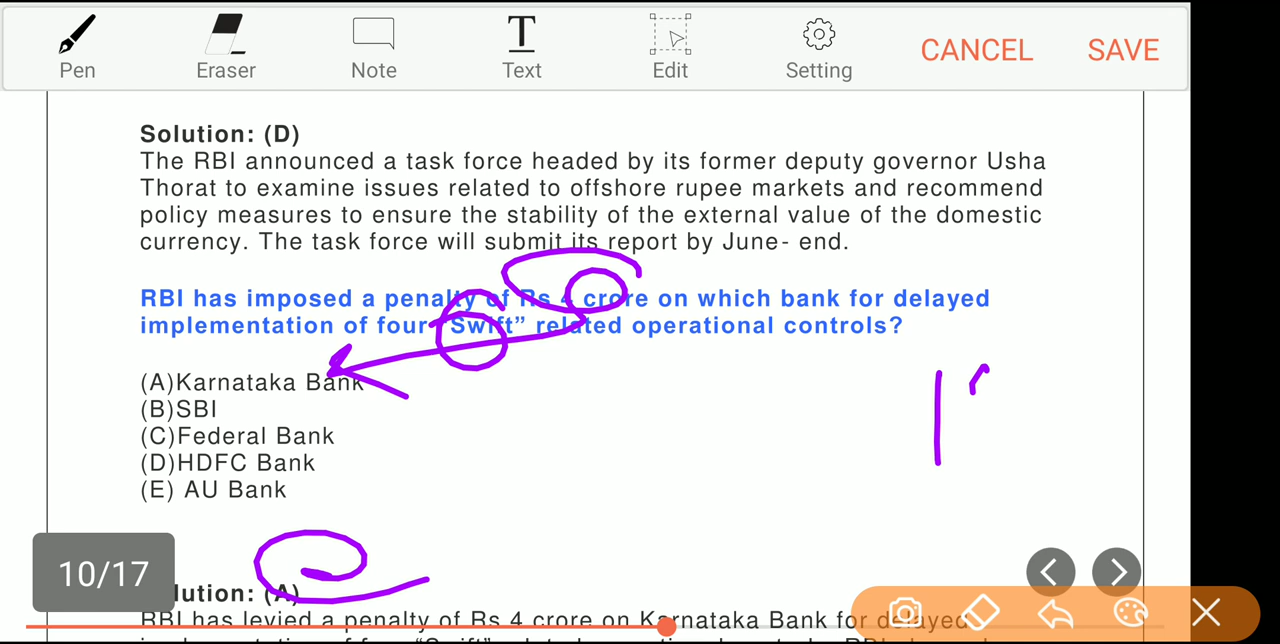 Pen Eraser Note Text Edit Setting CANCEL SAVE
Solution: (D)
The RBI announced a task force headed by its former deputy governor Usha
Thorat to examine issues related to offshore rupee markets and recommend
policy measures to ensure the stability of the external value of the domestic
currency. The task force will submit its report by June- end.
RBI has imposed a penalty of Rs 4 crore on which bank for delayed
implementation of four “Swift” related operational controls?
(A)Karnataka Bank
(B)SBI
(C)Federal Bank
(D)HDFC Bank
(E) AU Bank
10/17
lution: (A)
RBI has levied a penalty of Rs 4 crore on Karnataka Bank for delayed